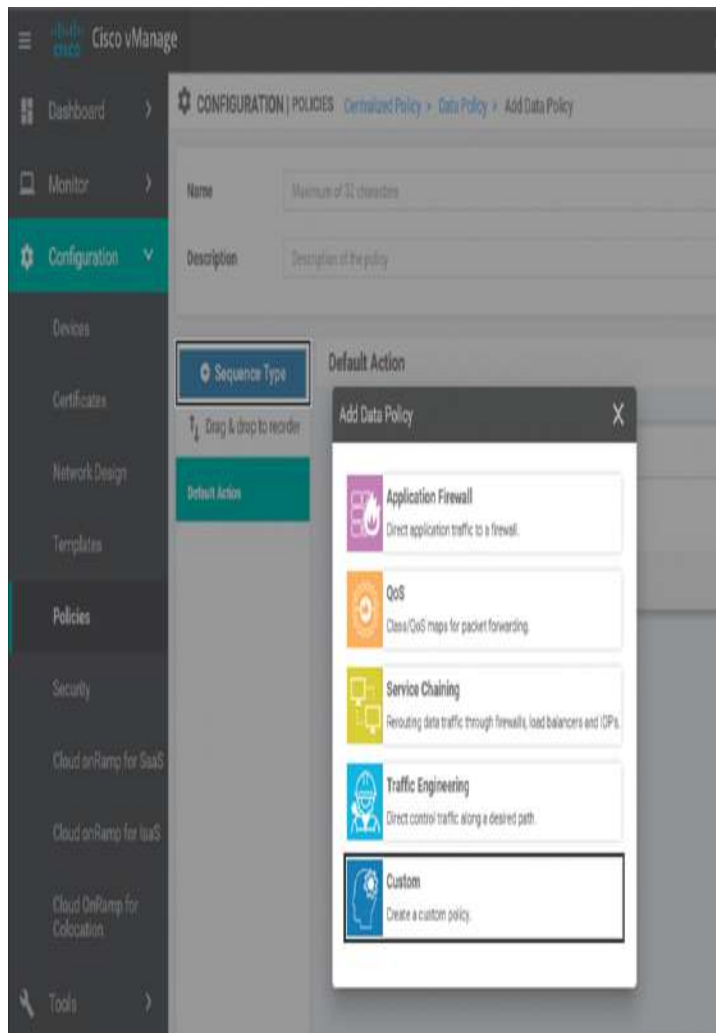 CISCO
Cisco vManage
Dashboard
Monitor
Configuration
Devices
Certificates
Network Design
Templates
Policies
Security
Cloud onRamp for SaaS
Cloud onRamp for IaaS
Cloud OnRamp for
Colocation
Tools
CONFIGURATION | POLICIES Centralized Policy > Data Policy > Add Data Policy
Name
Maximum of 32 characters
Description
Description of the policy
Sequence Type
Drag & drop to reorder
Default Action
Default Action
Add Data Policy X
Application Firewall
Direct application traffic to a firewall.
QoS
Class/QoS maps for packet forwarding.
Service Chaining
Rerouting data traffic through firewalls, load balancers and IDP's.
Traffic Engineering
Direct control traffic along a desired path.
Custom
Create a custom policy.